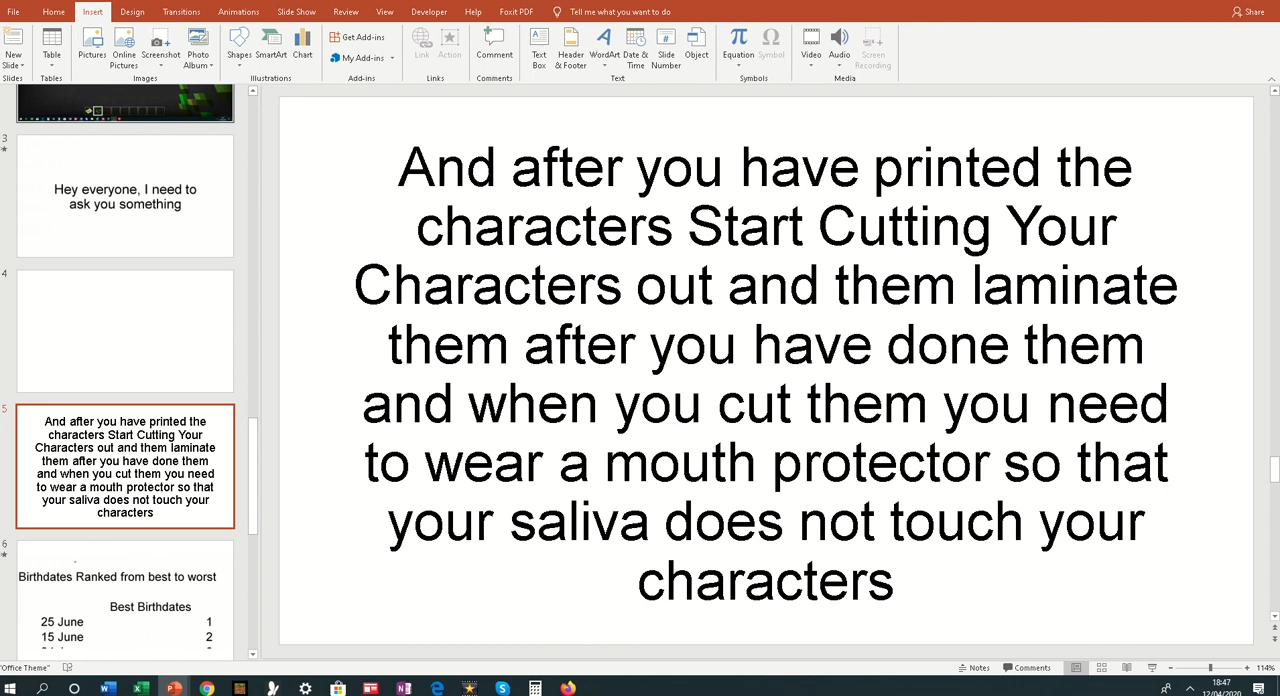 File Home Insert Design Transitions Animations Slide Show Review View Developer Help Foxit PDF Tell me what you want to do Share
New Slide
Slides
Table
Tables
Pictures Online Pictures Screenshot Photo Album
Images
Shapes SmartArt Chart
Illustrations
Get Add-ins
My Add-ins
Add-ins
Link Action
Links
Comment
Comments
Text Box Header & Footer WordArt Date & Time Slide Number Object
Text
Equation Symbol
Symbols
Video Audio Screen Recording
Media
3
Hey everyone, I need to
ask you something
4
5
And after you have printed the
characters Start Cutting Your
Characters out and them laminate
them after you have done them
and when you cut them you need
to wear a mouth protector so that
your saliva does not touch your
characters
6
Birthdates Ranked from best to worst
Best Birthdates
25 June 1
15 June 2
And after you have printed the
characters Start Cutting Your
Characters out and them laminate
them after you have done them
and when you cut them you need
to wear a mouth protector so that
your saliva does not touch your
characters
"Office Theme" Notes Comments 114%
18:47
12/04/2020